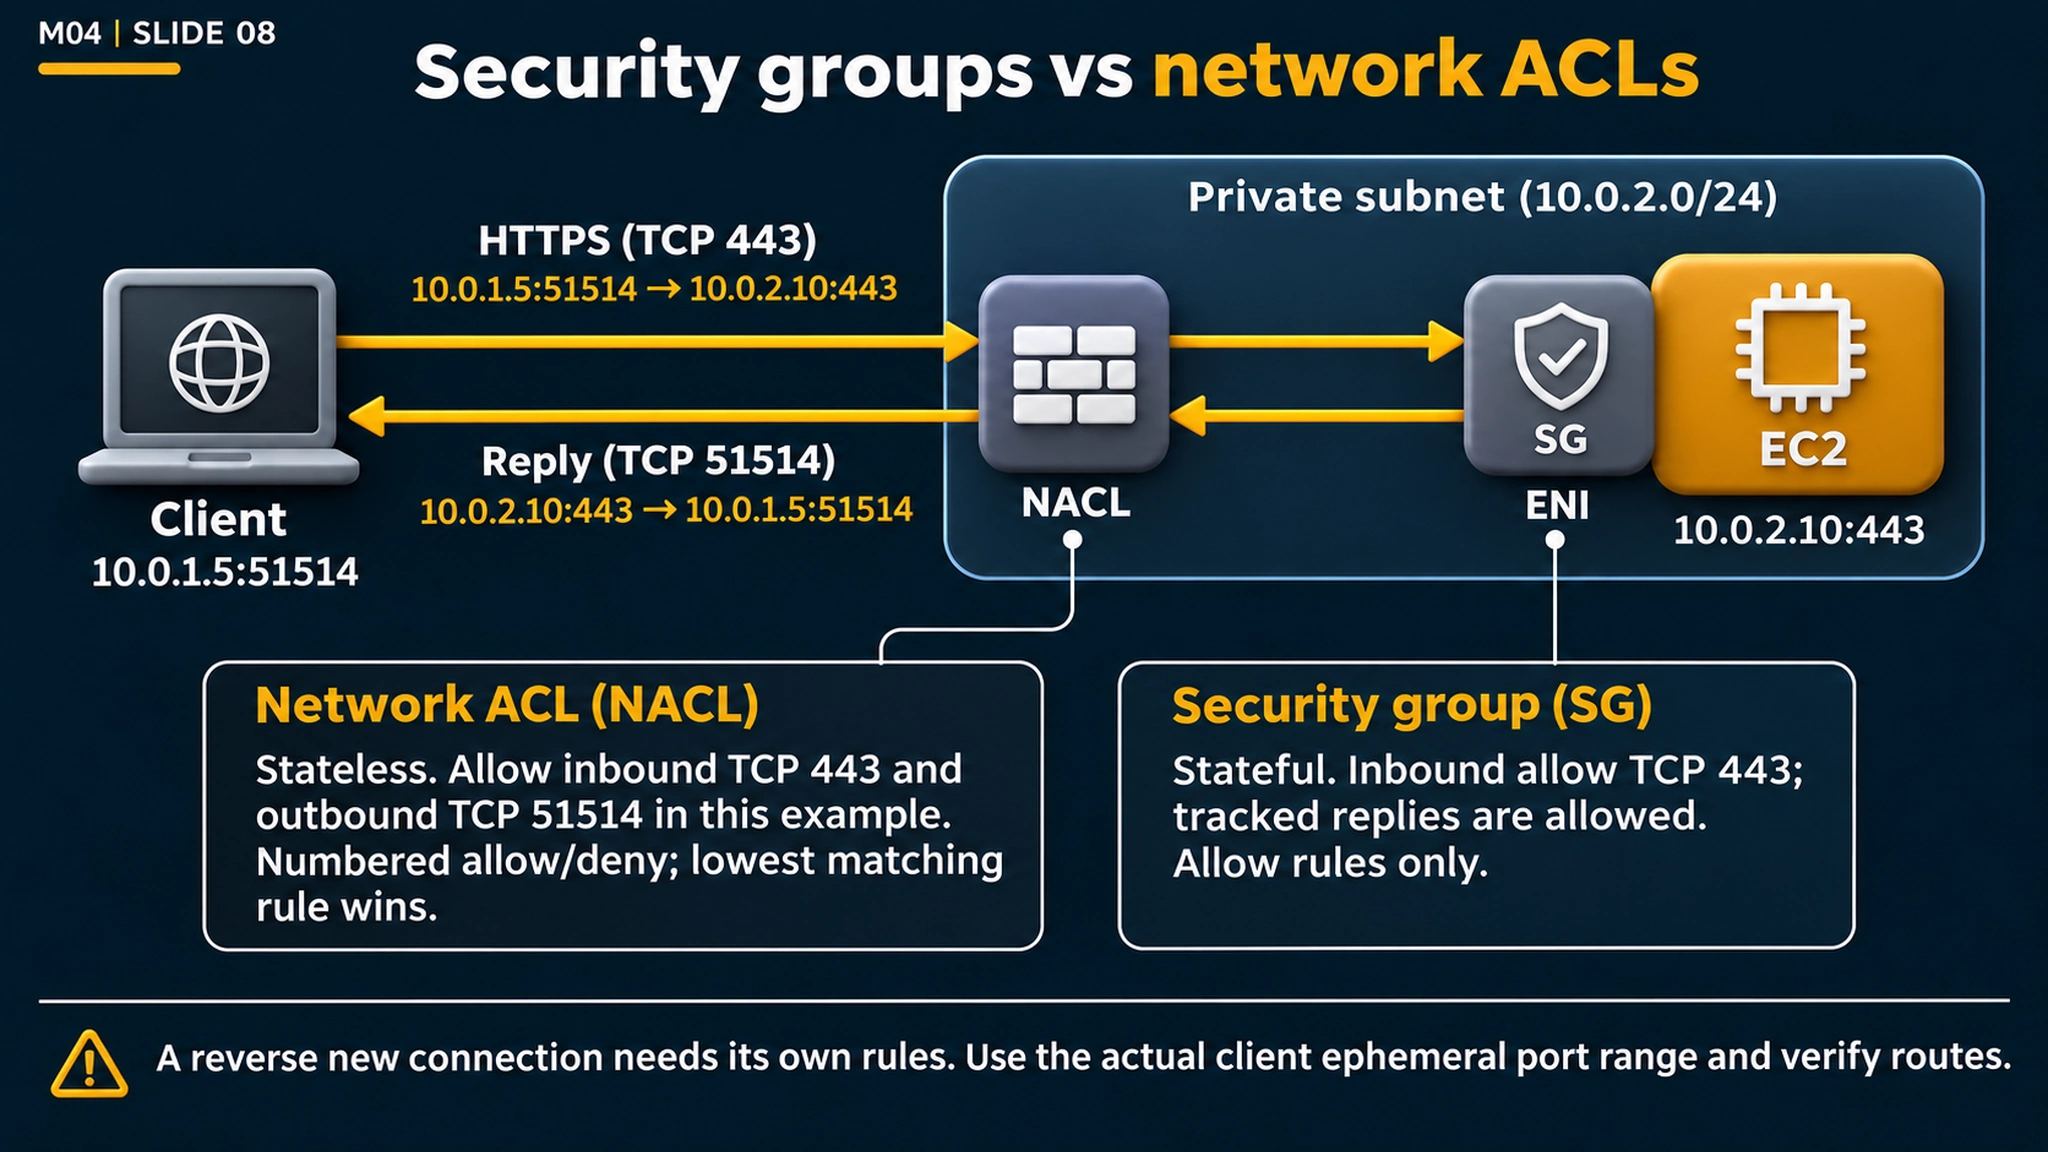 M04 | SLIDE 08
Security groups vs network ACLs
Private subnet (10.0.2.0/24)
HTTPS (TCP 443)
10.0.1.5:51514 → 10.0.2.10:443
Reply (TCP 51514)
10.0.2.10:443 → 10.0.1.5:51514
Client
10.0.1.5:51514
NACL
SG
ENI
EC2
10.0.2.10:443
Network ACL (NACL)
Stateless. Allow inbound TCP 443 and
outbound TCP 51514 in this example.
Numbered allow/deny; lowest matching
rule wins.
Security group (SG)
Stateful. Inbound allow TCP 443;
tracked replies are allowed.
Allow rules only.
A reverse new connection needs its own rules. Use the actual client ephemeral port range and verify routes.